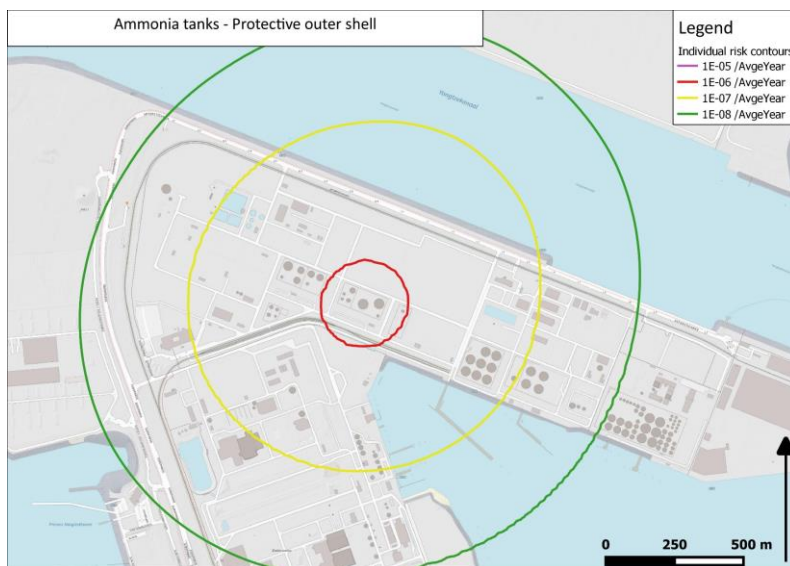 Ammonia tanks - Protective outer shell
Legend
Individual risk contours
1E-05 /AvgeYear
1E-06 /AvgeYear
1E-07 /AvgeYear
1E-08 /AvgeYear
0 250 500 m